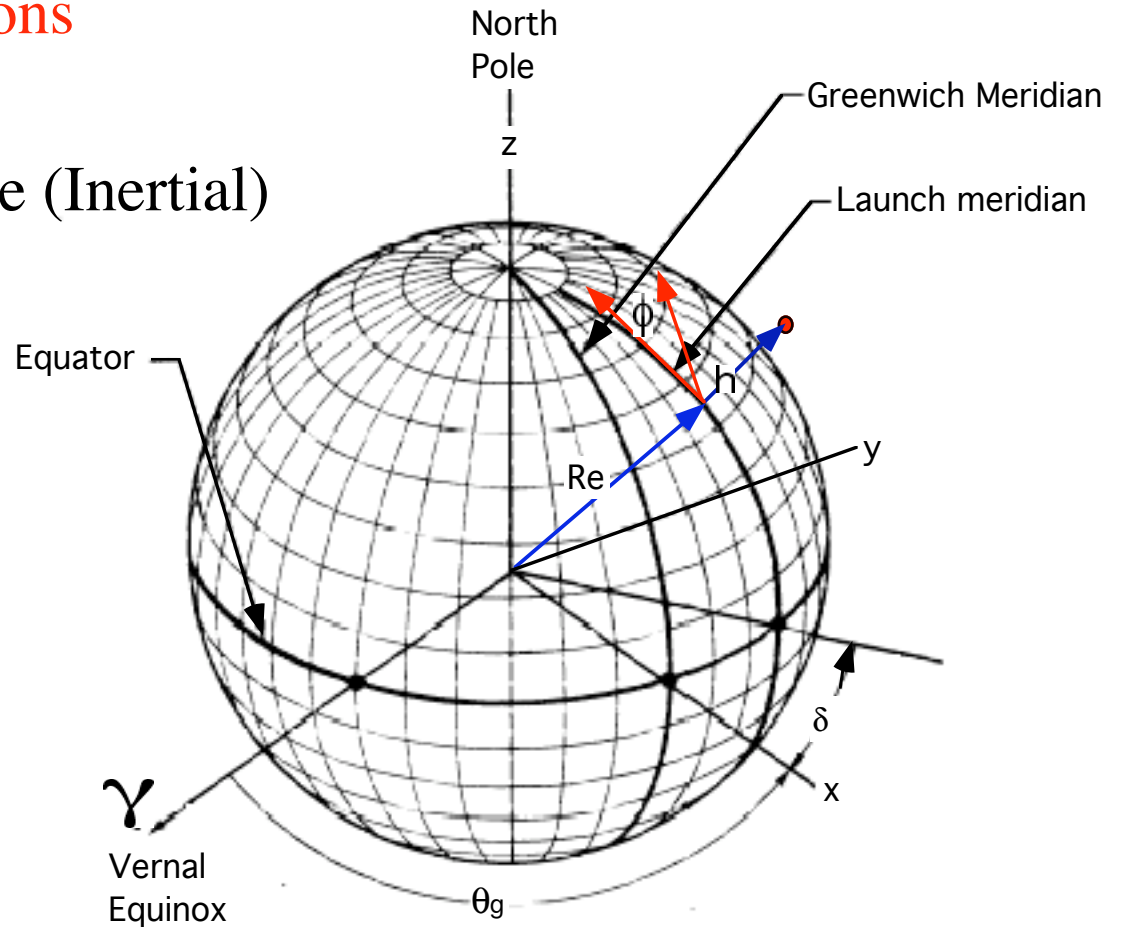 ons
North
Pole
Greenwich Meridian
z
e (Inertial)
Launch meridian
ϕ
Equator
h
y
Re
δ
x
γ
Vernal
Equinox
θg